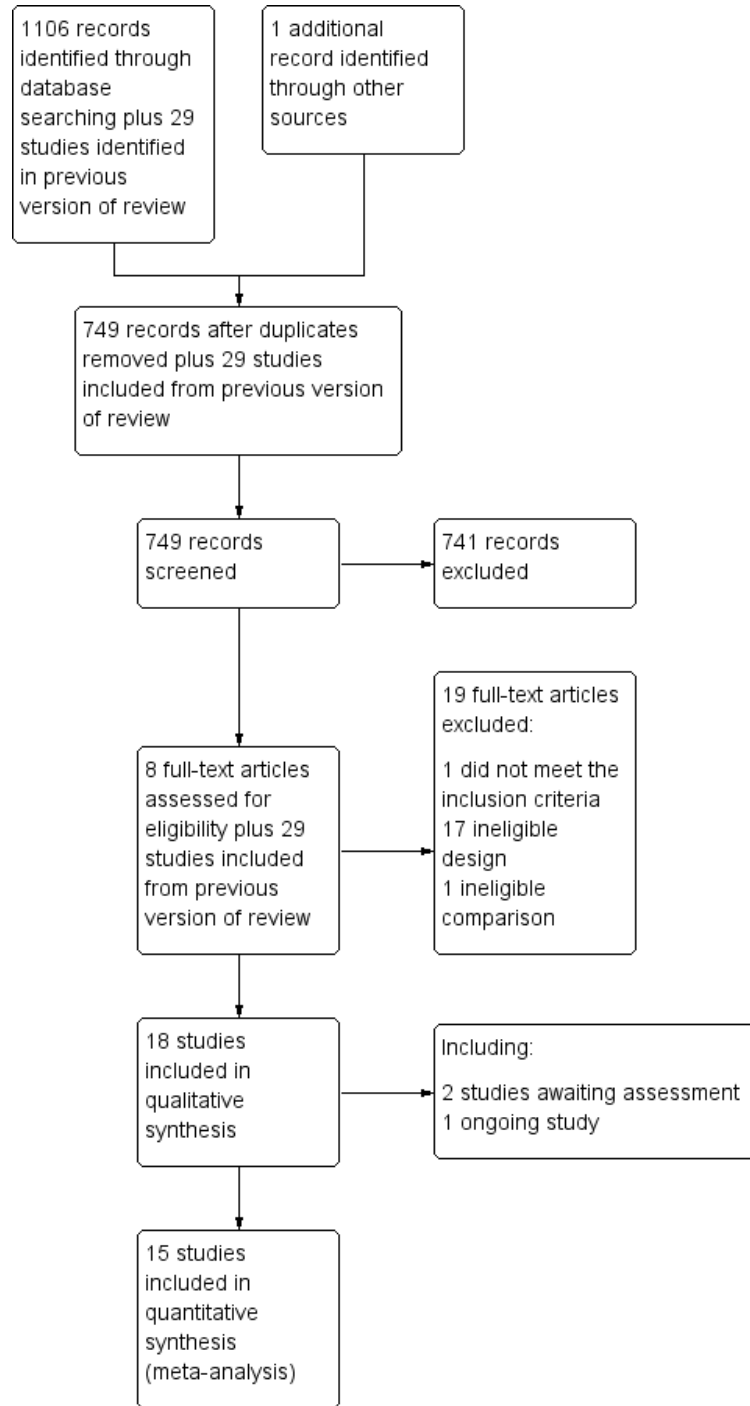 1106 records
identified through
database
searching plus 29
studies identified
in previous
version of review
1 additional
record identified
through other
sources
749 records after duplicates
removed plus 29 studies
included from previous version
of review
749 records
screened
741 records
excluded
8 full-text articles
assessed for
eligibility plus 29
studies included
from previous
version of review
19 full-text articles
excluded:
1 did not meet the
inclusion criteria
17 ineligible
design
1 ineligible
comparison
18 studies
included in
qualitative
synthesis
Including:
2 studies awaiting assessment
1 ongoing study
15 studies
included in
quantitative
synthesis
(meta-analysis)